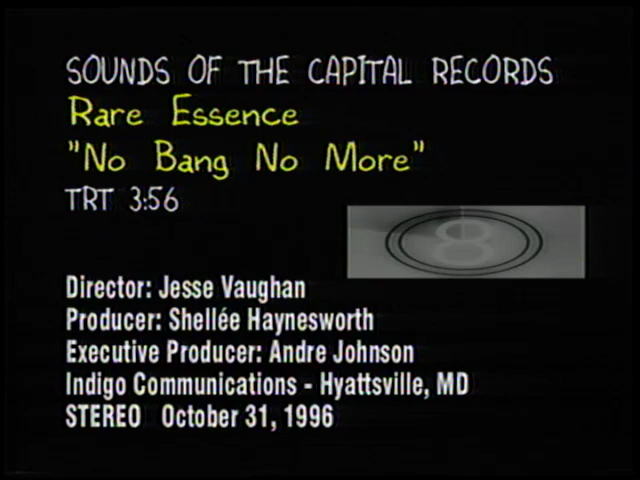 SOUNDS OF THE CAPITAL RECORDS
Rare Essence
"No Bang No More"
TRT 3:56
8
Director: Jesse Vaughan
Producer: Shellée Haynesworth
Executive Producer: Andre Johnson
Indigo Communications - Hyattsville, MD
STEREO October 31, 1996